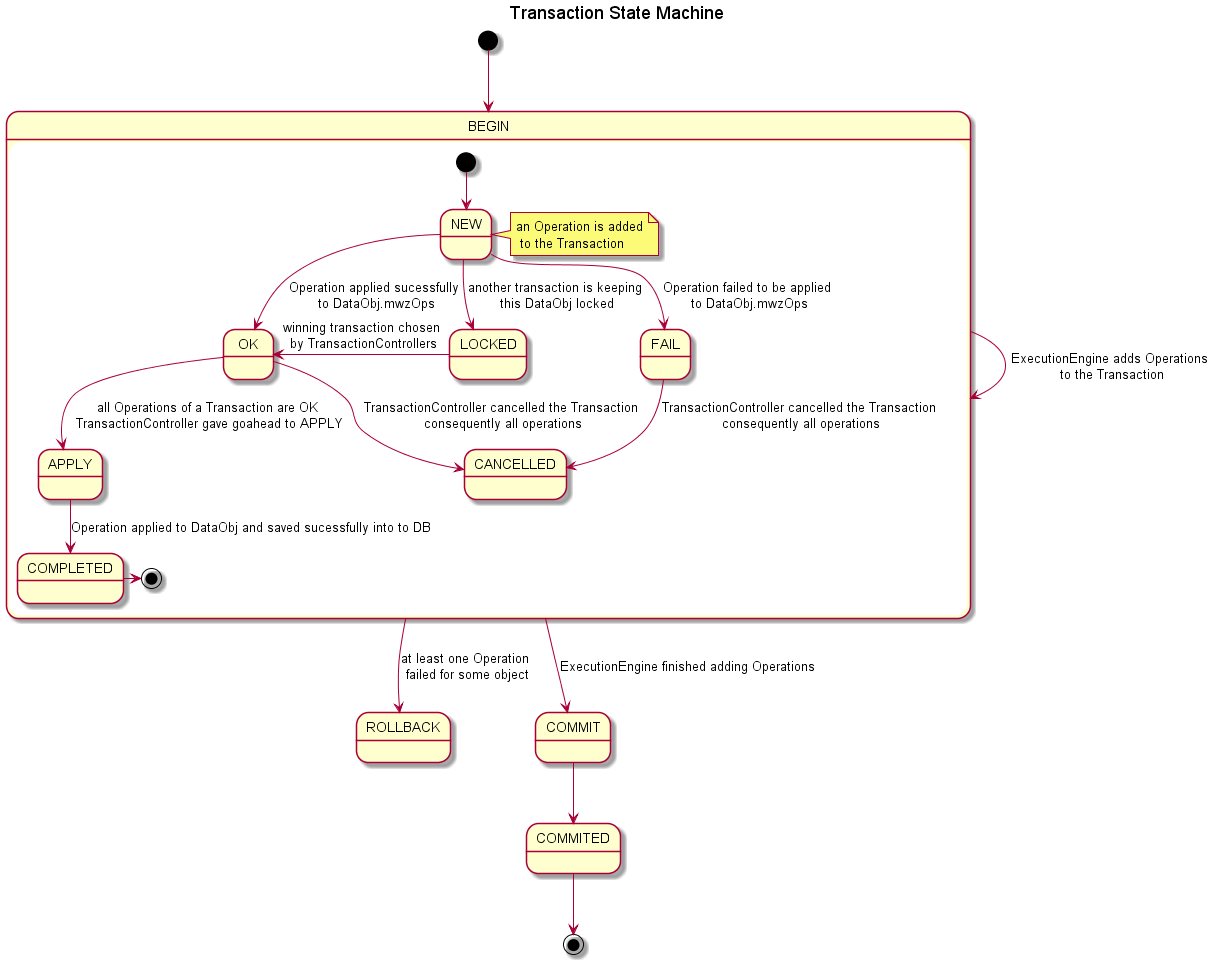 Transaction State Machine
BEGIN
NEW
an Operation is added
to the Transaction
Operation applied sucessfully
to DataObj.mwzOps
another transaction is keeping
this DataObj locked
Operation failed to be applied
to DataObj.mwzOps
winning transaction chosen
by TransactionControllers
OK
LOCKED
FAIL
ExecutionEngine adds Operations
to the Transaction
all Operations of a Transaction are OK
TransactionController gave goahead to APPLY
TransactionController cancelled the Transaction
consequently all operations
TransactionController cancelled the Transaction
consequently all operations
APPLY
CANCELLED
Operation applied to DataObj and saved sucessfully into to DB
COMPLETED
at least one Operation
failed for some object
ExecutionEngine finished adding Operations
ROLLBACK
COMMIT
COMMITED